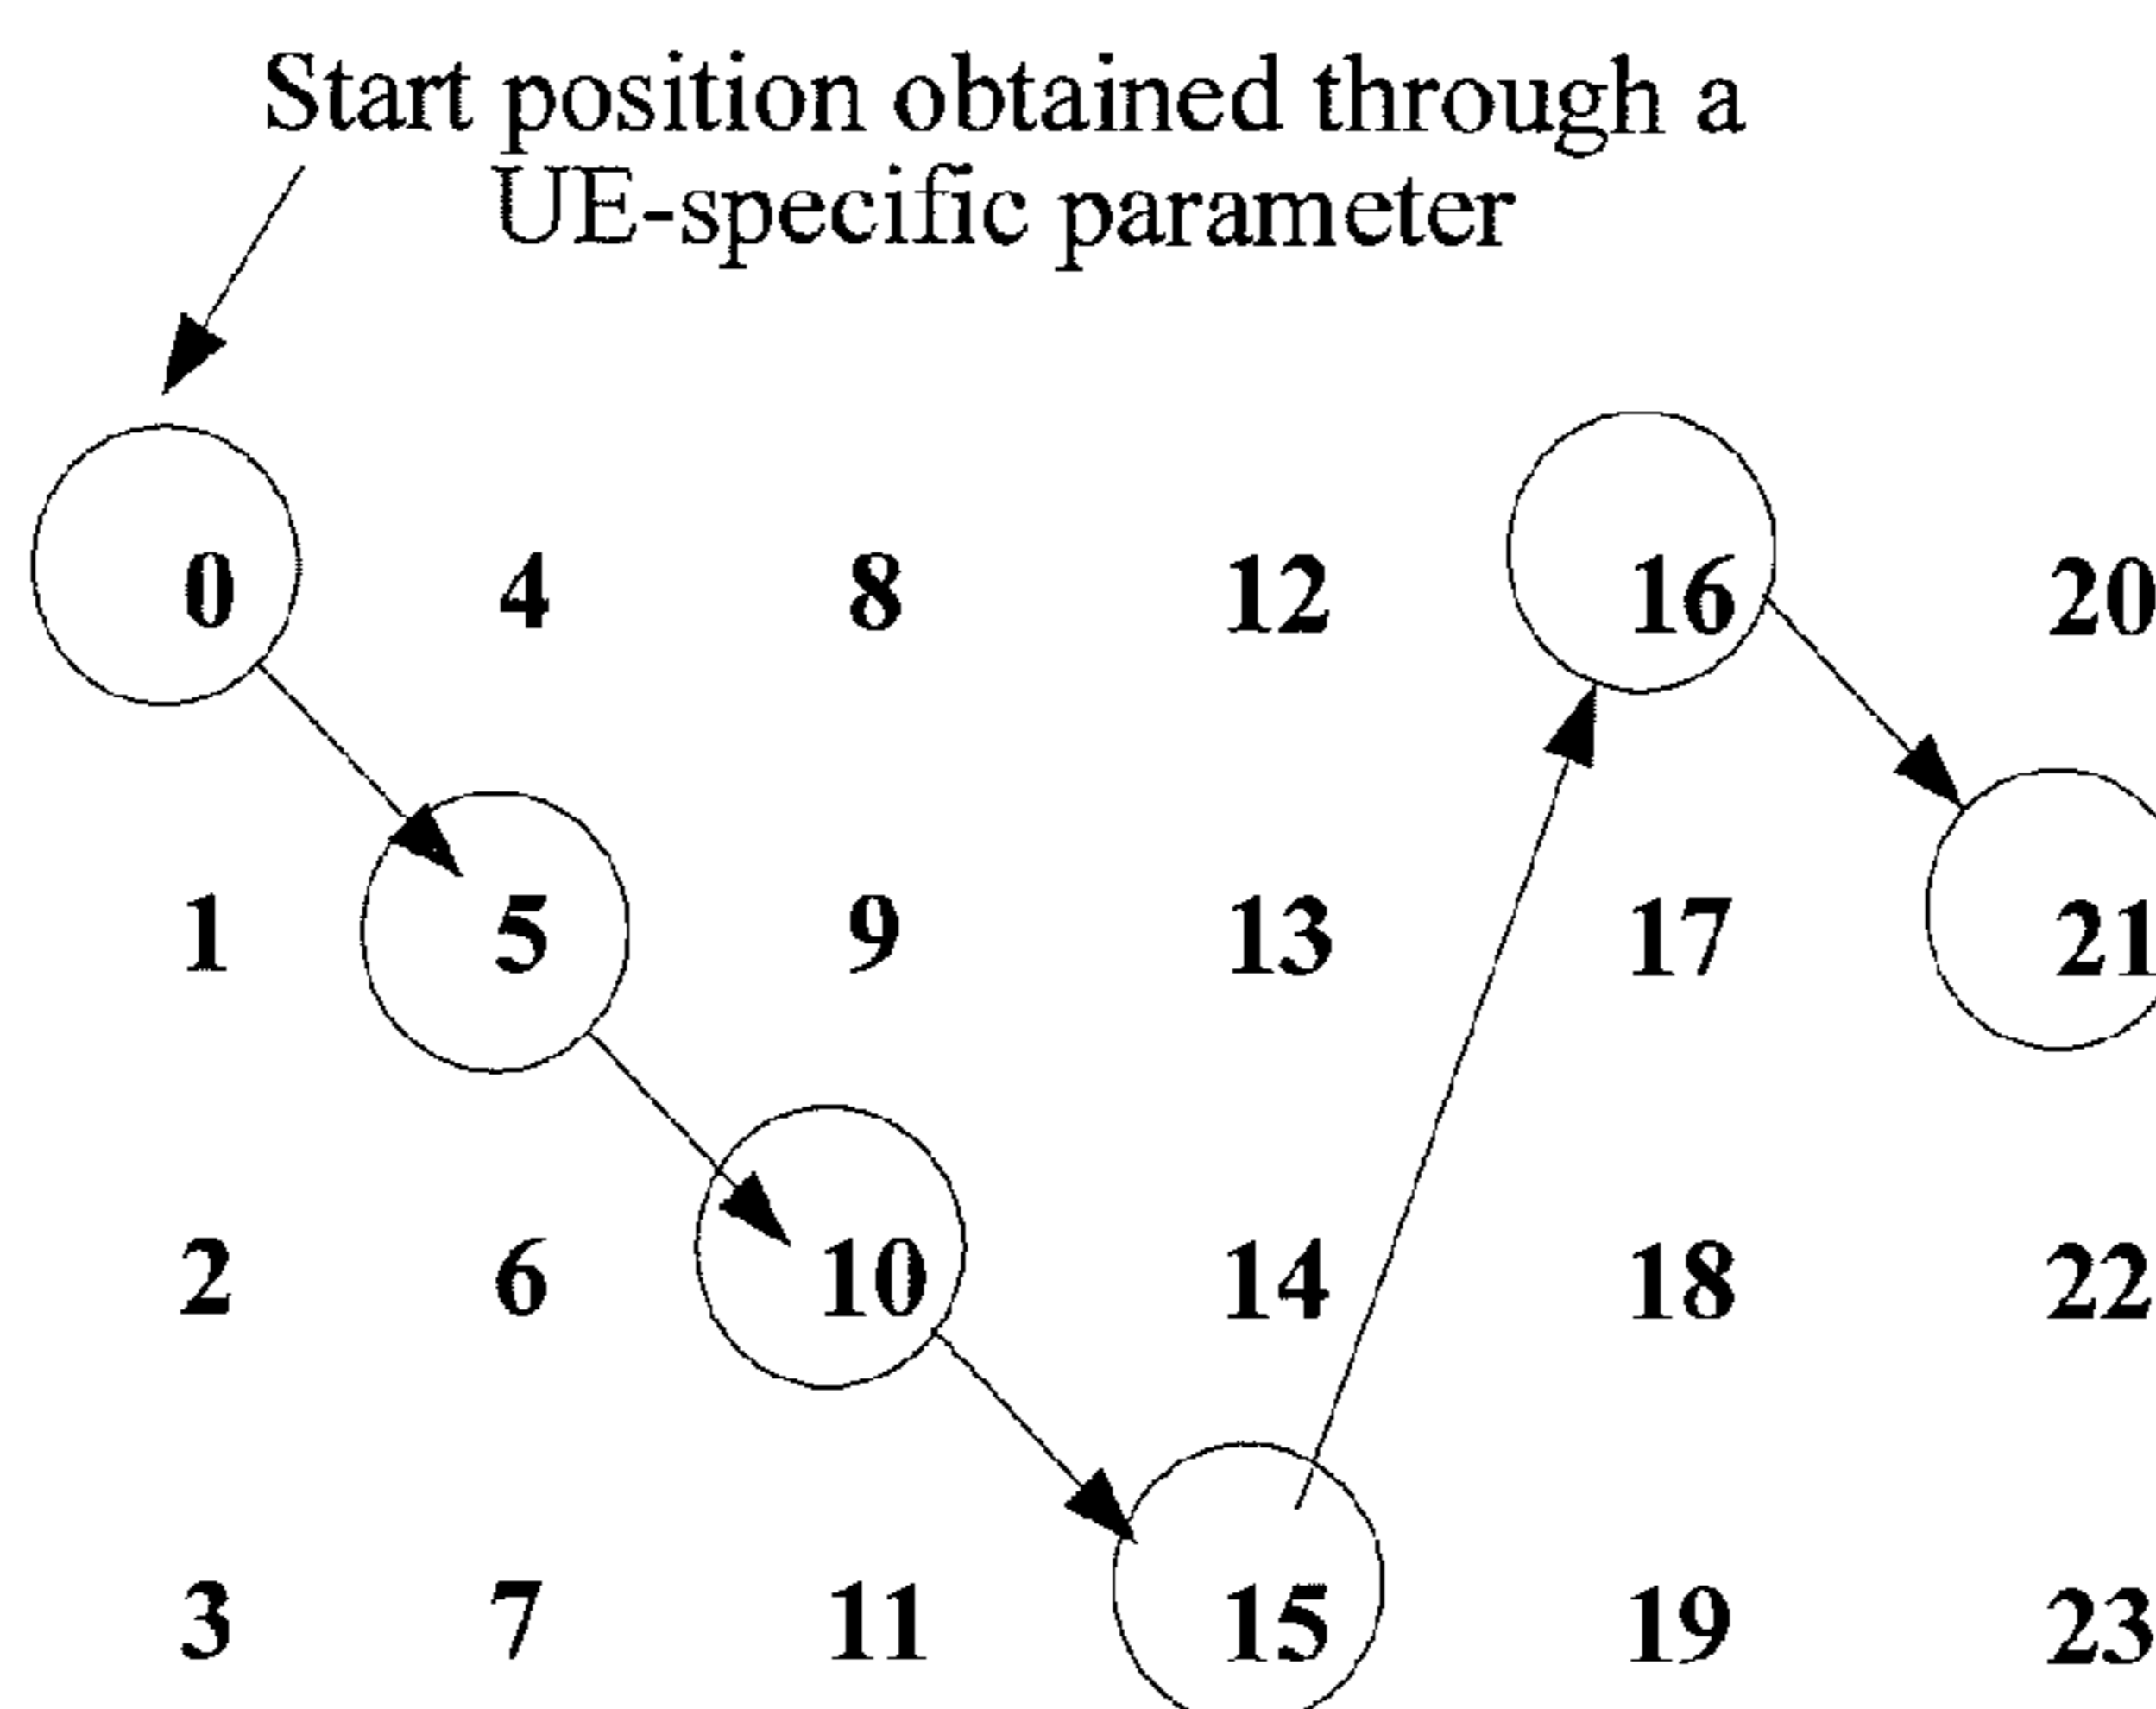 Start position obtained through a
UE-specific parameter
0 4 8 12 16 20
1 5 9 13 17 21
2 6 10 14 18 22
3 7 11 15 19 23